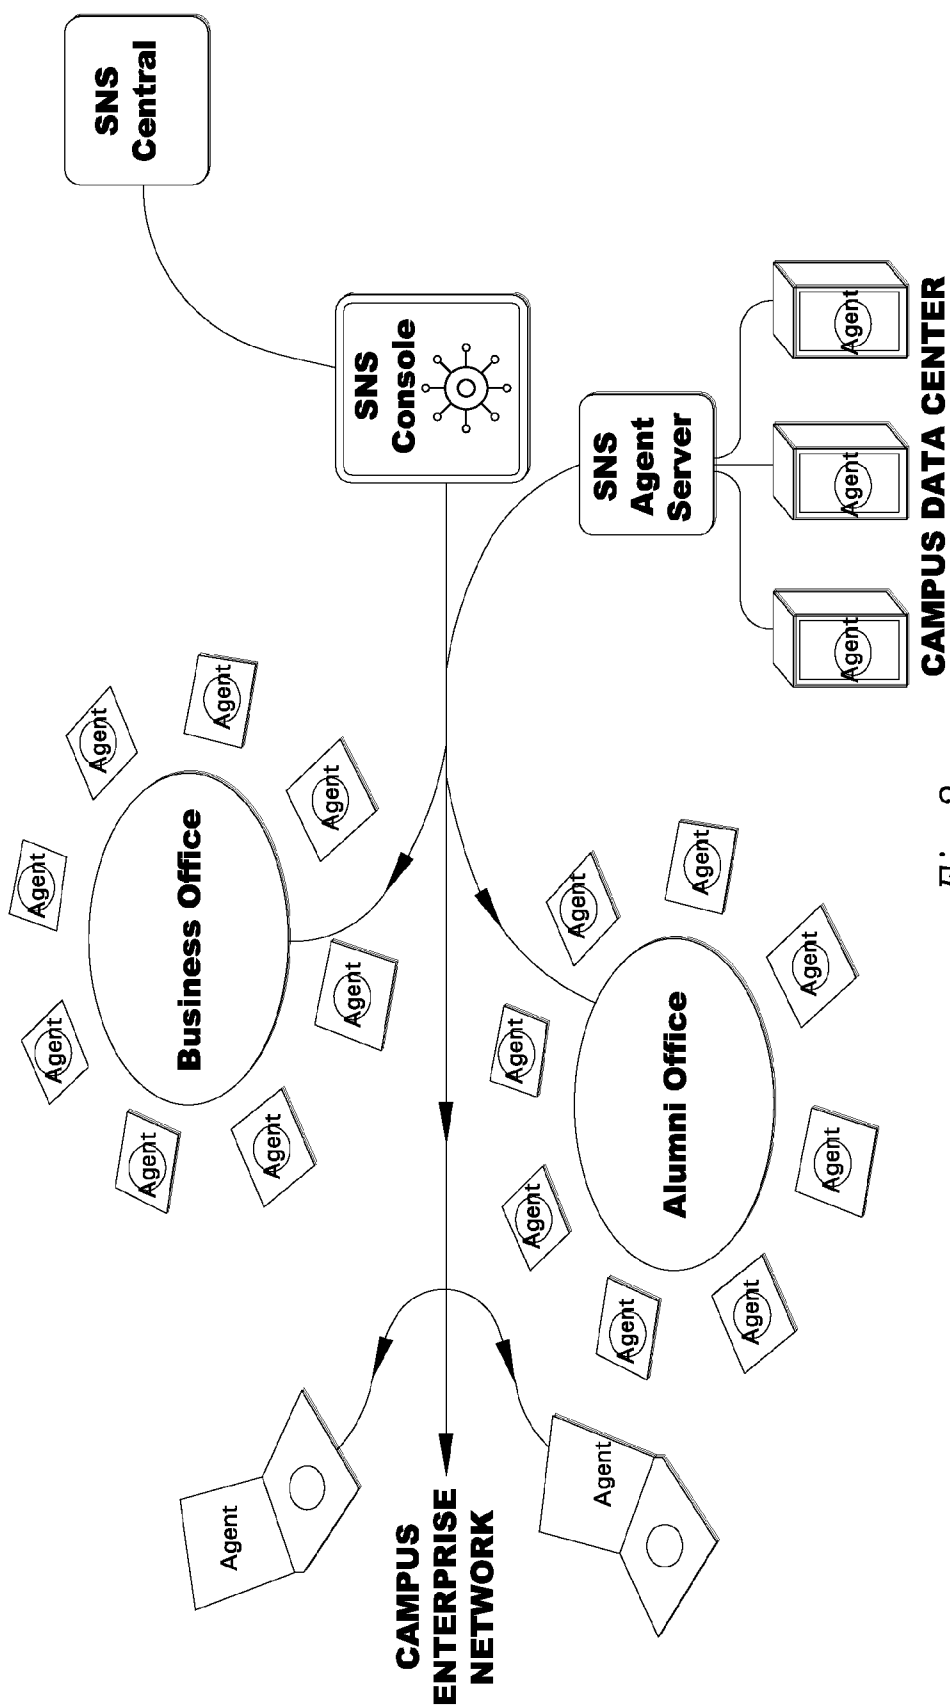 SNS
Central
Agent
Agent
Agent
Agent
Agent
Agent
Agent
Agent
Business Office
SNS
Console
Agent
CAMPUS
ENTERPRISE
NETWORK
Agent
SNS
Agent
Server
Agent
Agent
Agent
Agent
Agent
Agent
Agent
Agent
Alumni Office
Agent
Agent
Agent
CAMPUS DATA CENTER